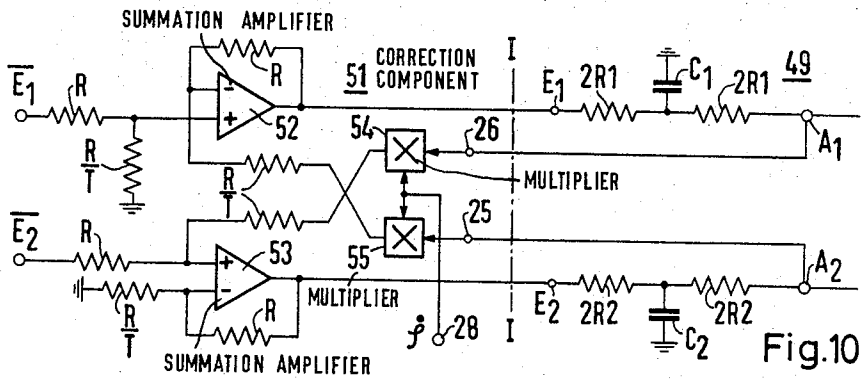 SUMMATION AMPLIFIER
I
49
E1
R
R
51
CORRECTION
COMPONENT
E1
2R1
C1
2R1
52
54
26
A1
R/T
MULTIPLIER
R/T
E2
R
25
53
55
A2
R/T
R
MULTIPLIER
E2
2R2
2R2
ρ̇
28
I
C2
SUMMATION AMPLIFIER
Fig.10